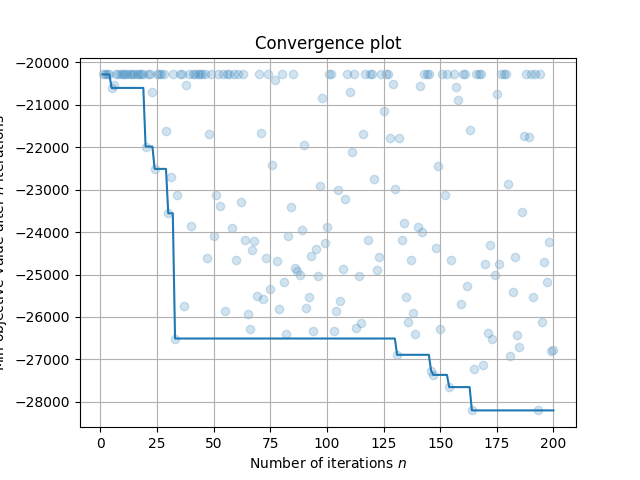 Convergence plot
−20000
−21000
−22000
−23000
−24000
−25000
−26000
−27000
−28000
objective value after n iterations
0 25 50 75 100 125 150 175 200
Number of iterations n